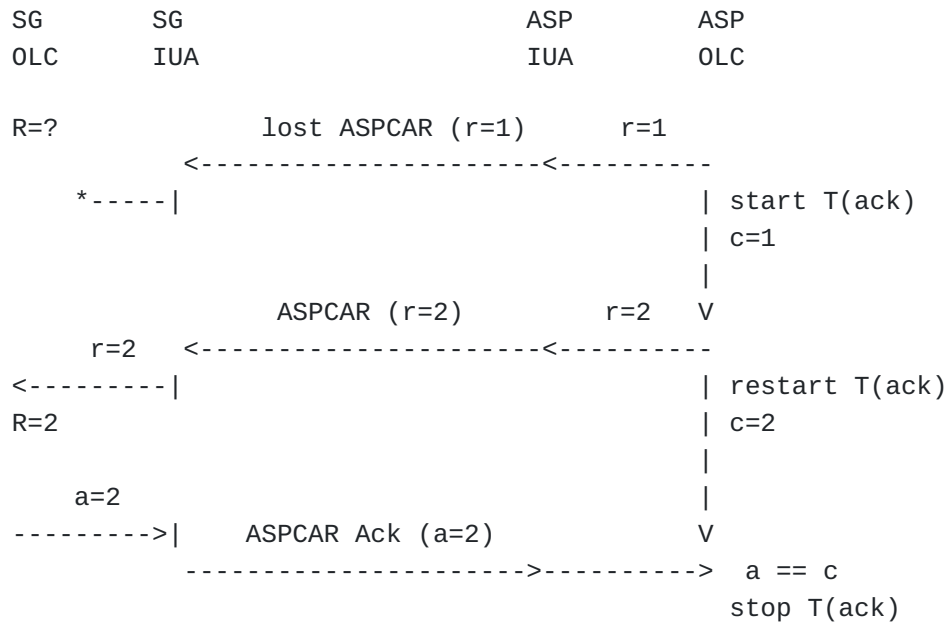 SG        SG                      ASP        ASP
OLC      IUA                     IUA        OLC
R=?             lost ASPCAR (r=1)      r=1
           <----------------------<----------
    *-----|                                  | start T(ack)
                                            | c=1
                                            |
                 ASPCAR (r=2)         r=2   V
     r=2   <----------------------<----------
<---------|                                  | restart T(ack)
R=2                                         | c=2
                                            |
    a=2                                     |
--------->|    ASPCAR Ack (a=2)             V
           ---------------------->---------->  a == c
                                              stop T(ack)